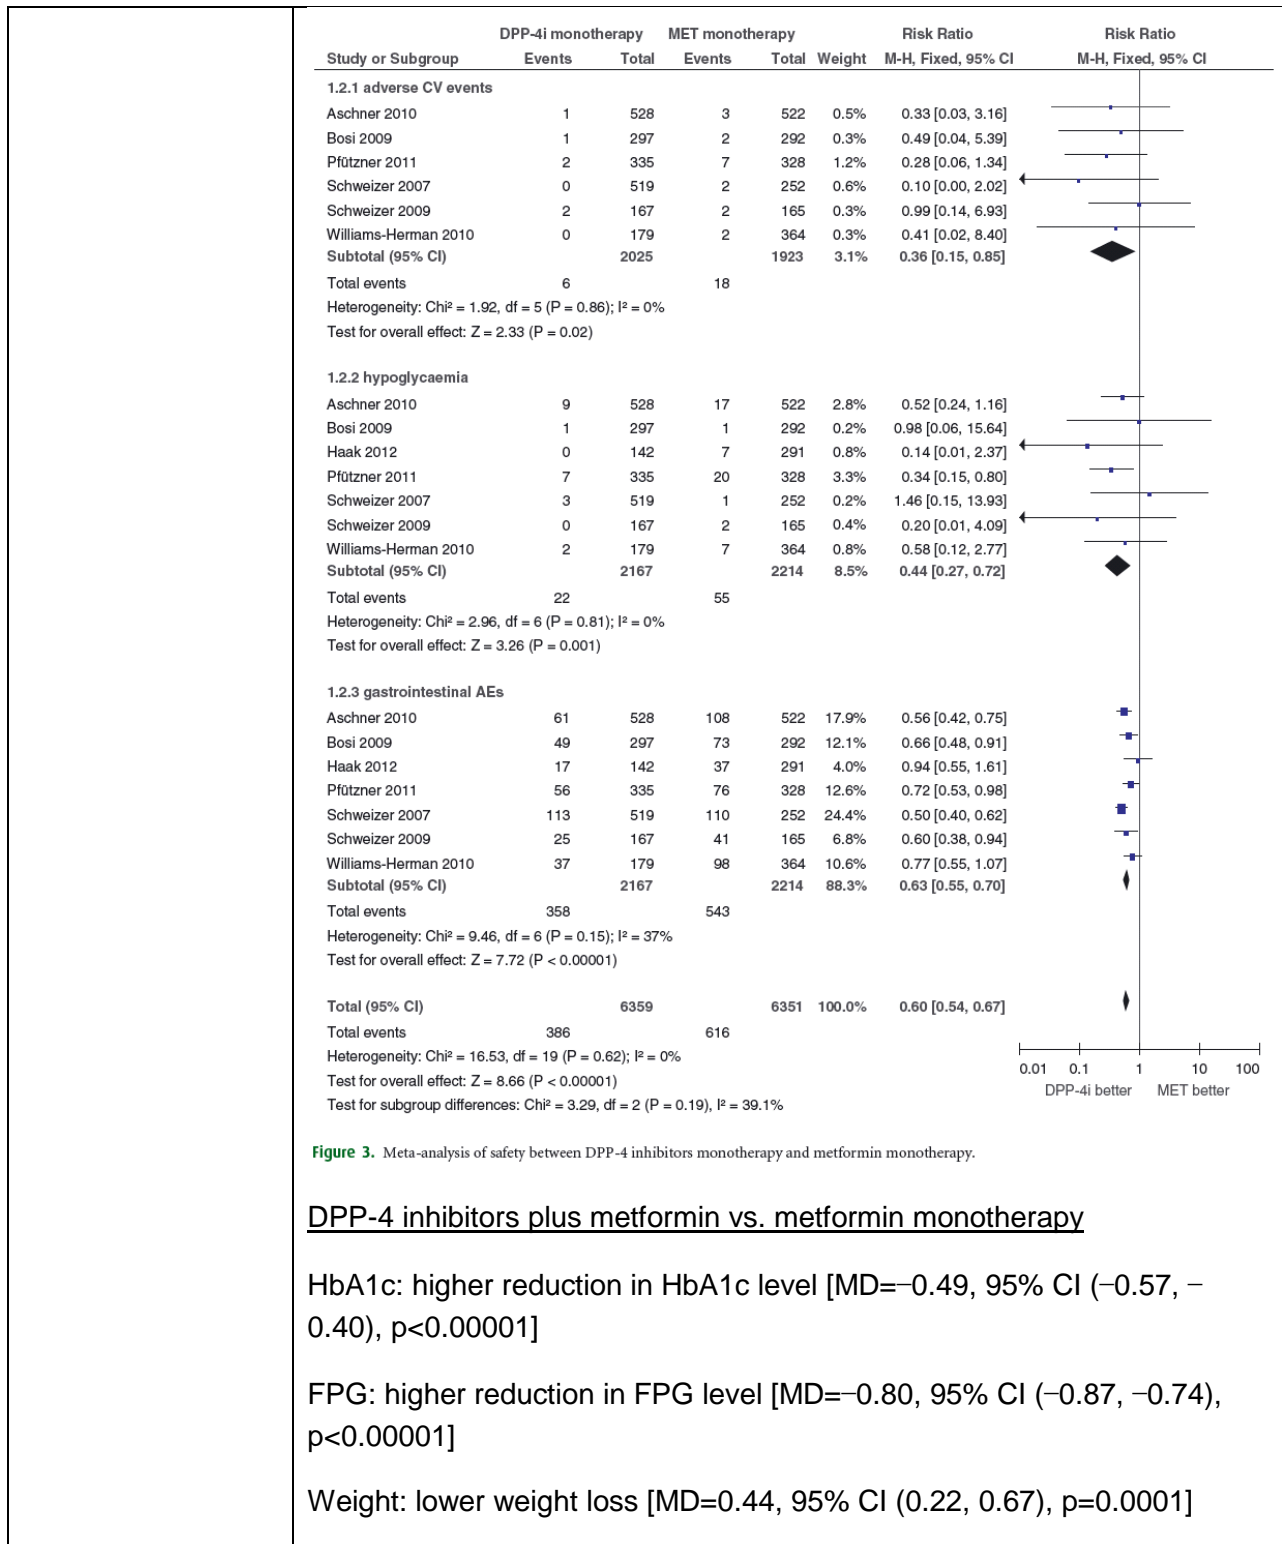 DPP-4i monotherapy MET monotherapy Risk Ratio Risk Ratio
Study or Subgroup Events Total Events Total Weight M-H, Fixed, 95% CI M-H, Fixed, 95% CI
1.2.1 adverse CV events
Aschner 2010 1 528 3 522 0.5% 0.33 [0.03, 3.16]
Bosi 2009 1 297 2 292 0.3% 0.49 [0.04, 5.39]
Pfützner 2011 2 335 7 328 1.2% 0.28 [0.06, 1.34]
Schweizer 2007 0 519 2 252 0.6% 0.10 [0.00, 2.02]
Schweizer 2009 2 167 2 165 0.3% 0.99 [0.14, 6.93]
Williams-Herman 2010 0 179 2 364 0.3% 0.41 [0.02, 8.40]
Subtotal (95% CI) 2025 1923 3.1% 0.36 [0.15, 0.85]
Total events 6 18
Heterogeneity: Chi² = 1.92, df = 5 (P = 0.86); I² = 0%
Test for overall effect: Z = 2.33 (P = 0.02)
1.2.2 hypoglycaemia
Aschner 2010 9 528 17 522 2.8% 0.52 [0.24, 1.16]
Bosi 2009 1 297 1 292 0.2% 0.98 [0.06, 15.64]
Haak 2012 0 142 7 291 0.8% 0.14 [0.01, 2.37]
Pfützner 2011 7 335 20 328 3.3% 0.34 [0.15, 0.80]
Schweizer 2007 3 519 1 252 0.2% 1.46 [0.15, 13.93]
Schweizer 2009 0 167 2 165 0.4% 0.20 [0.01, 4.09]
Williams-Herman 2010 2 179 7 364 0.8% 0.58 [0.12, 2.77]
Subtotal (95% CI) 2167 2214 8.5% 0.44 [0.27, 0.72]
Total events 22 55
Heterogeneity: Chi² = 2.96, df = 6 (P = 0.81); I² = 0%
Test for overall effect: Z = 3.26 (P = 0.001)
1.2.3 gastrointestinal AEs
Aschner 2010 61 528 108 522 17.9% 0.56 [0.42, 0.75]
Bosi 2009 49 297 73 292 12.1% 0.66 [0.48, 0.91]
Haak 2012 17 142 37 291 4.0% 0.94 [0.55, 1.61]
Pfützner 2011 56 335 76 328 12.6% 0.72 [0.53, 0.98]
Schweizer 2007 113 519 110 252 24.4% 0.50 [0.40, 0.62]
Schweizer 2009 25 167 41 165 6.8% 0.60 [0.38, 0.94]
Williams-Herman 2010 37 179 98 364 10.6% 0.77 [0.55, 1.07]
Subtotal (95% CI) 2167 2214 88.3% 0.63 [0.55, 0.70]
Total events 358 543
Heterogeneity: Chi² = 9.46, df = 6 (P = 0.15); I² = 37%
Test for overall effect: Z = 7.72 (P < 0.00001)
Total (95% CI) 6359 6351 100.0% 0.60 [0.54, 0.67]
Total events 386 616
Heterogeneity: Chi² = 16.53, df = 19 (P = 0.62); I² = 0%
Test for overall effect: Z = 8.66 (P < 0.00001)
Test for subgroup differences: Chi² = 3.29, df = 2 (P = 0.19), I² = 39.1%
0.01 0.1 1 10 100
DPP-4i better MET better
Figure 3. Meta-analysis of safety between DPP-4 inhibitors monotherapy and metformin monotherapy.
DPP-4 inhibitors plus metformin vs. metformin monotherapy
HbA1c: higher reduction in HbA1c level [MD=−0.49, 95% CI (−0.57, −
0.40), p<0.00001]
FPG: higher reduction in FPG level [MD=−0.80, 95% CI (−0.87, −0.74),
p<0.00001]
Weight: lower weight loss [MD=0.44, 95% CI (0.22, 0.67), p=0.0001]